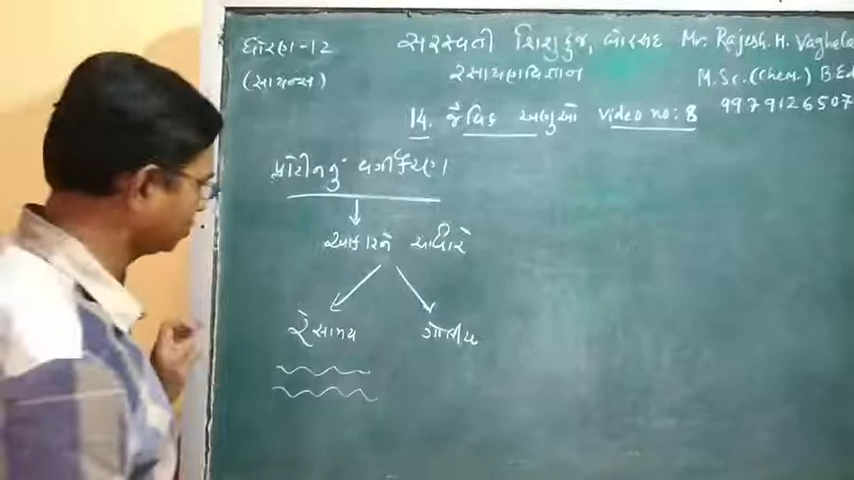 ધોરણ-12
(સાયન્સ)
સરસ્વતી શિશુકુંજ, બોરસદ
રસાયણવિજ્ઞાન
Mr. Rajesh. H. Vaghela
M.Sc. (Chem.) B.Ed
9979126507
14. જૈવિક અણુઓ Video no: 8
પ્રોટીનનું વર્ગીકરણ
આકારને આધારે
રેસામય ગોલીય